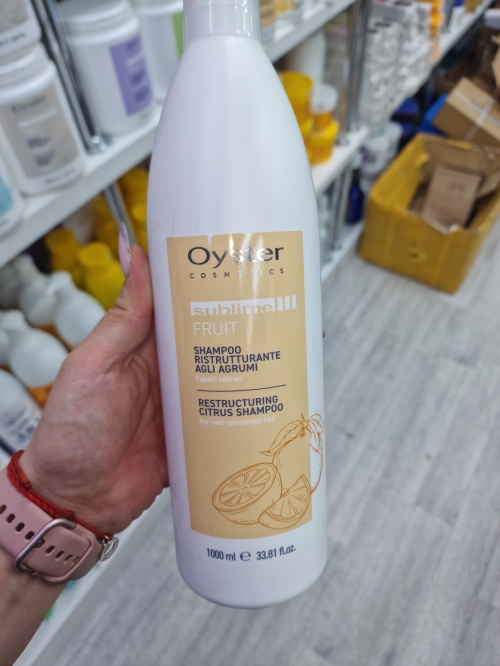 Oyster
COSMETICS
sublime
FRUIT
SHAMPOO
RISTRUTTURANTE
AGLI AGRUMI
Capelli sfibrati
RESTRUCTURING
CITRUS SHAMPOO
For over-processed hair
1000 ml ℮ 33.81 fl.oz.